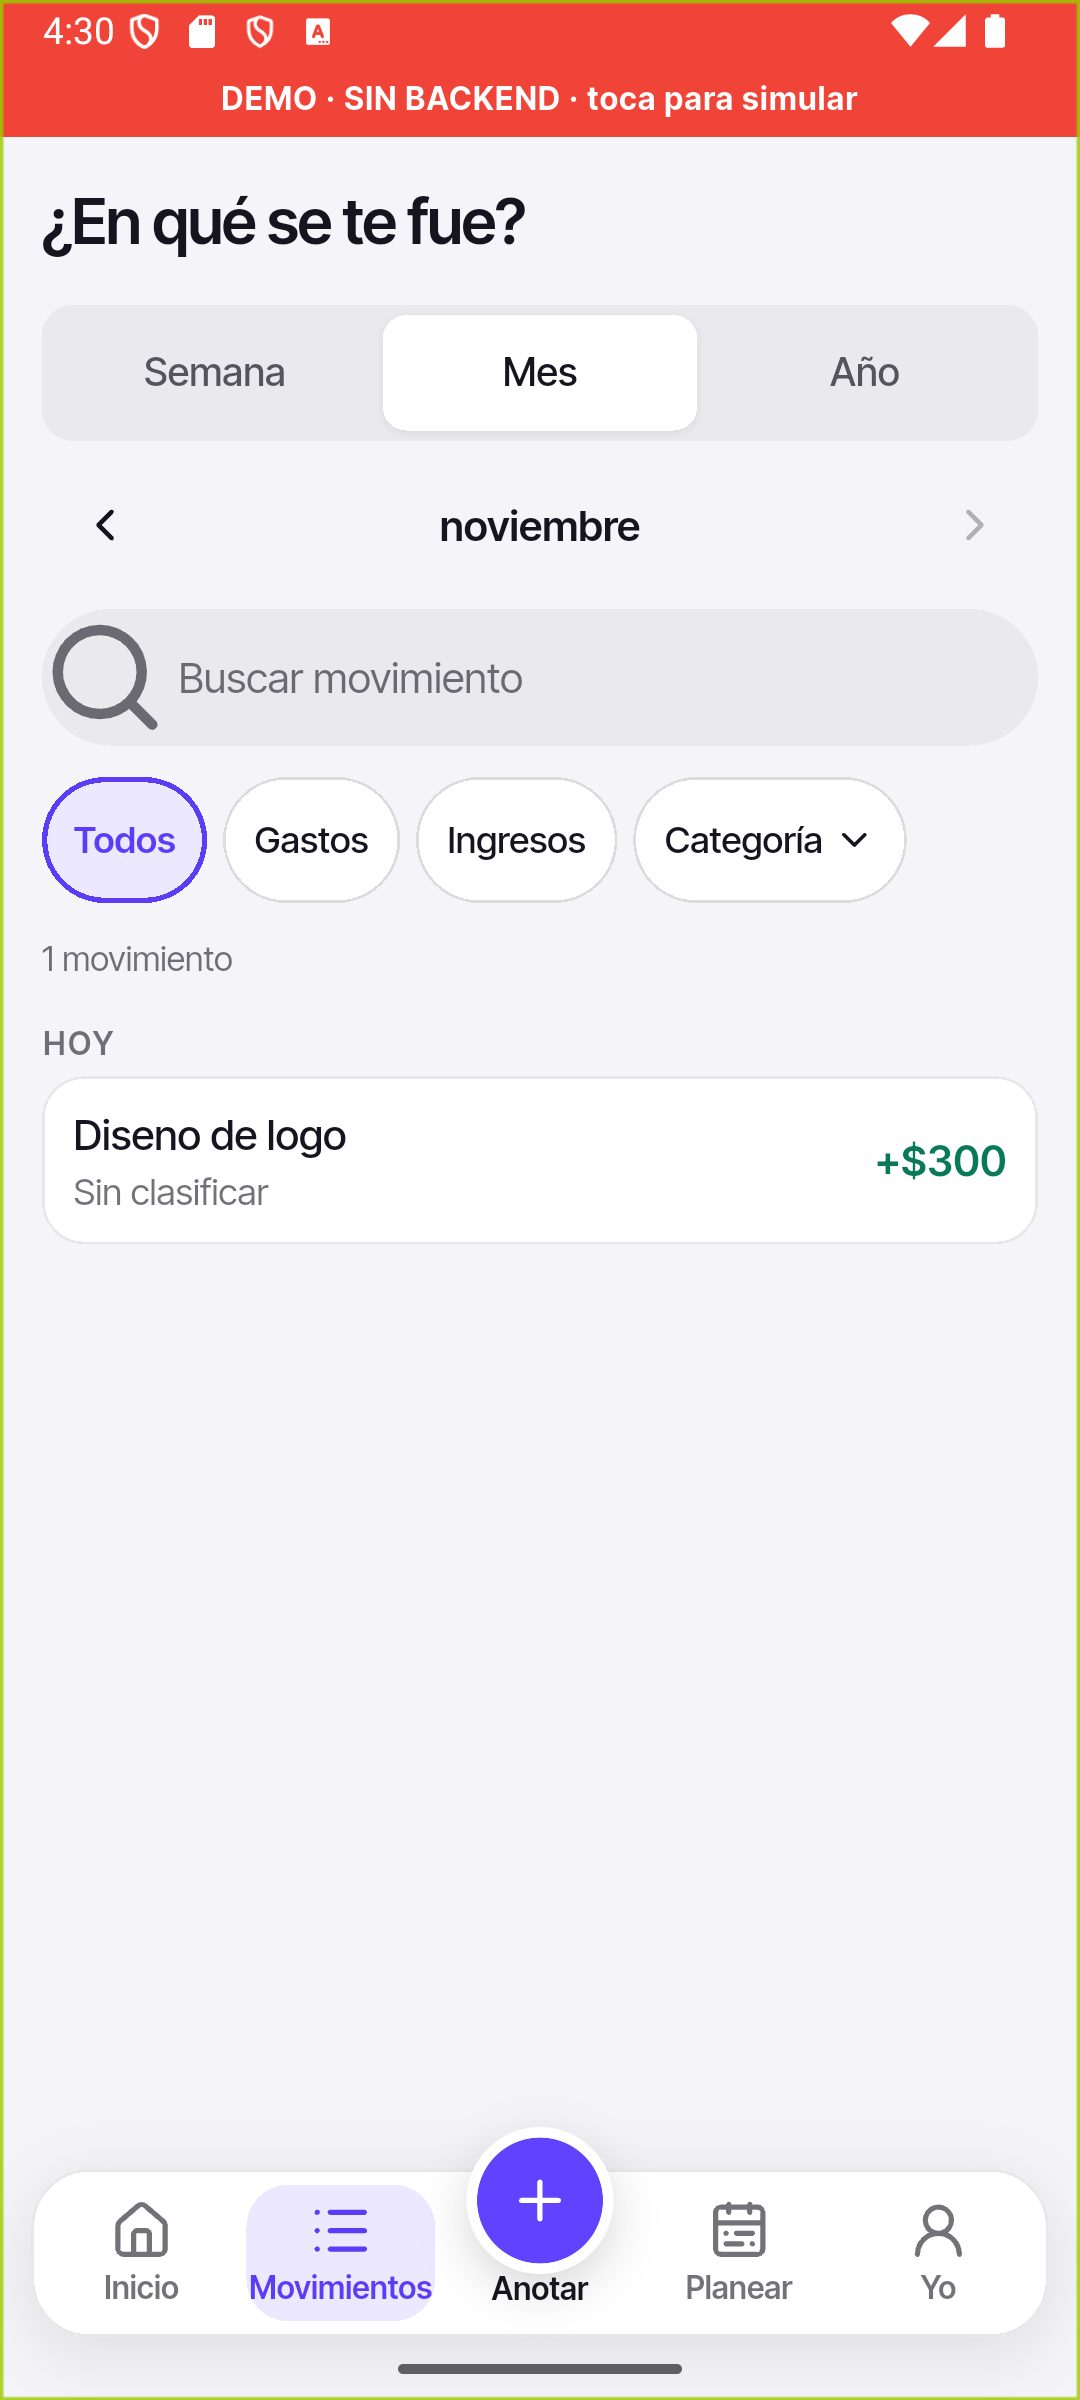 4:30
DEMO · SIN BACKEND · toca para simular
¿En qué se te fue?
Semana
Mes
Año
noviembre
Buscar movimiento
Todos
Gastos
Ingresos
Categoría
1 movimiento
HOY
Diseno de logo
Sin clasificar
+$300
Inicio
Movimientos
Anotar
Planear
Yo